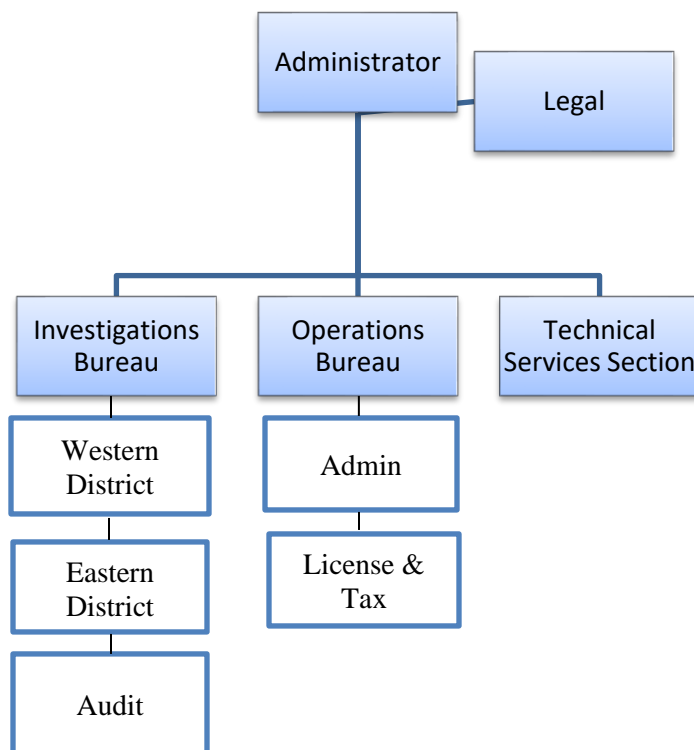 Administrator
Legal
Investigations
Bureau
Operations
Bureau
Technical
Services Section
Western
District
Admin
Eastern
District
License &
Tax
Audit